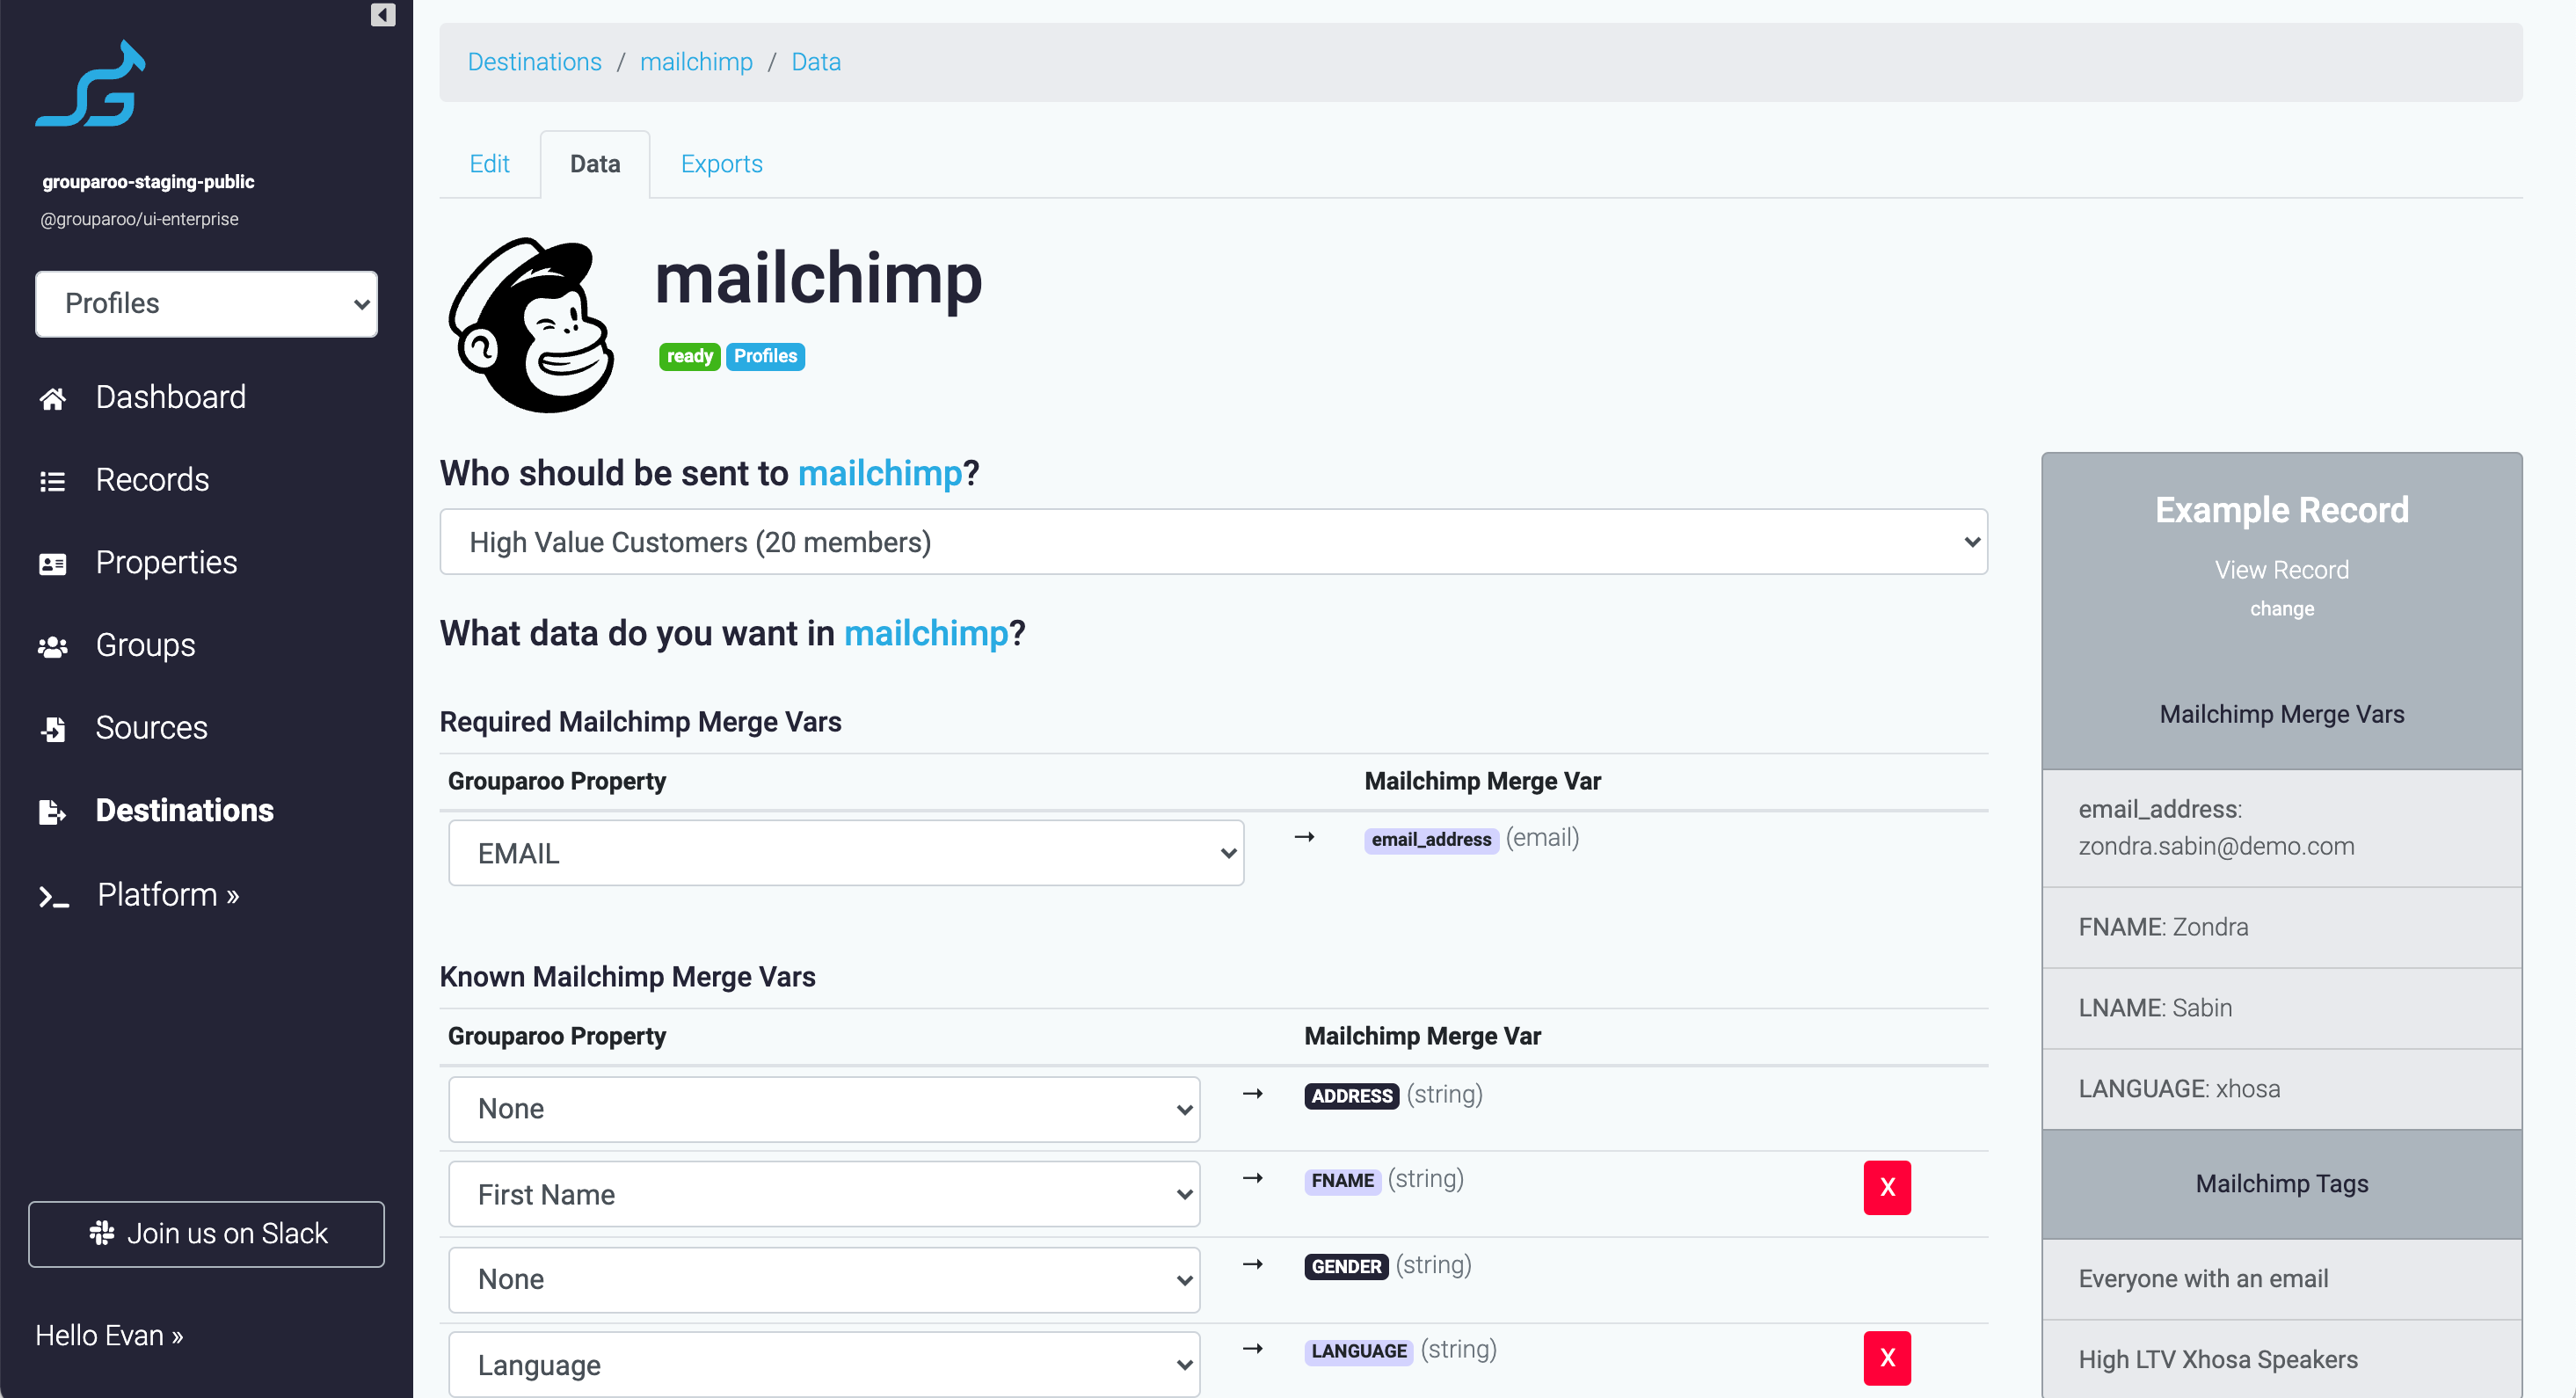 grouparoo-staging-public
@grouparoo/ui-enterprise
Profiles
Dashboard
Records
Properties
Groups
Sources
Destinations
Platform »
Join us on Slack
Hello Evan »
Destinations / mailchimp / Data
Edit
Data
Exports
mailchimp
ready Profiles
Who should be sent to mailchimp?
High Value Customers (20 members)
What data do you want in mailchimp?
Required Mailchimp Merge Vars
Grouparoo Property Mailchimp Merge Var
EMAIL → email_address (email)
Known Mailchimp Merge Vars
Grouparoo Property Mailchimp Merge Var
None → ADDRESS (string)
First Name → FNAME (string) X
None → GENDER (string)
Language → LANGUAGE (string) X
Example Record
View Record
change
Mailchimp Merge Vars
email_address:
zondra.sabin@demo.com
FNAME: Zondra
LNAME: Sabin
LANGUAGE: xhosa
Mailchimp Tags
Everyone with an email
High LTV Xhosa Speakers